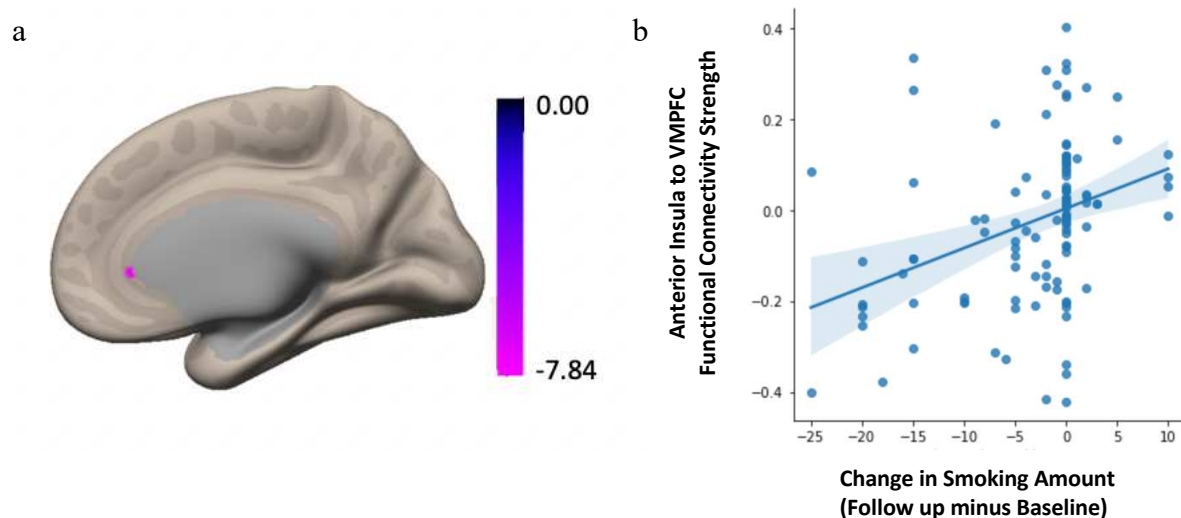 a
0.00
-7.84
b
Anterior Insula to VMPFC
Functional Connectivity Strength
0.4
0.2
0.0
−0.2
−0.4
−25 −20 −15 −10 −5 0 5 10
Change in Smoking Amount
(Follow up minus Baseline)